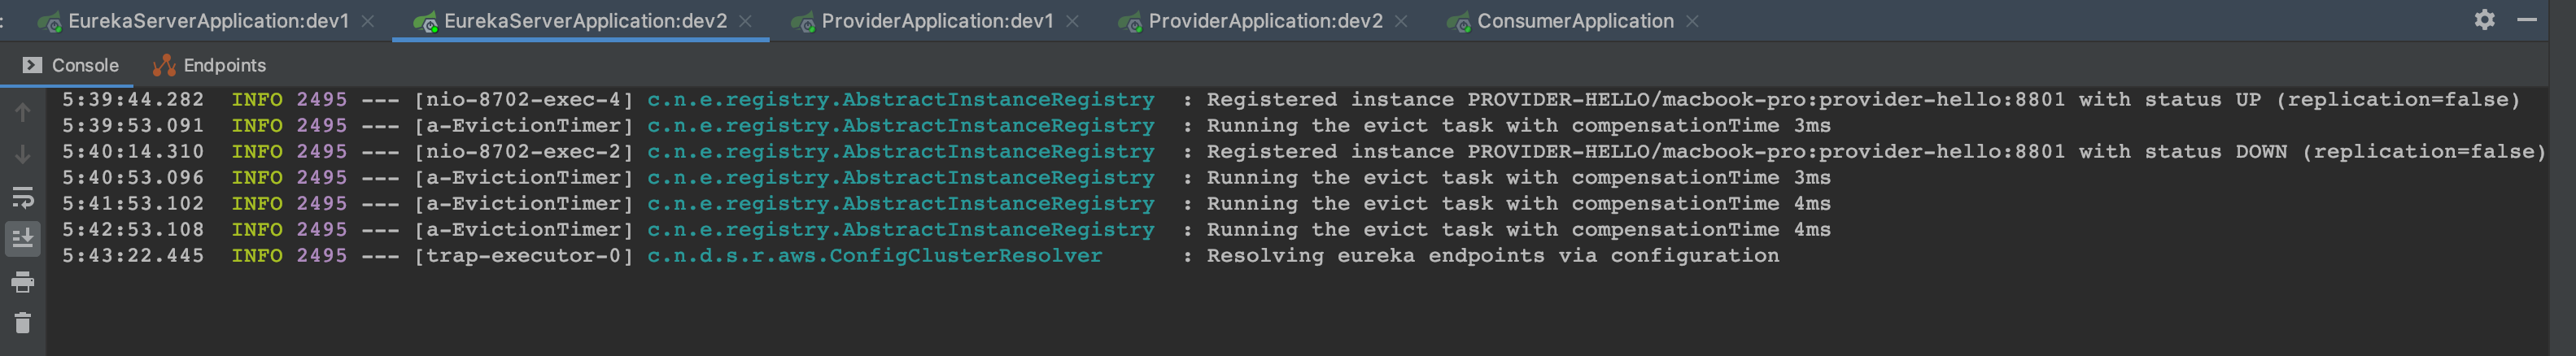 : EurekaServerApplication:dev1 × EurekaServerApplication:dev2 × ProviderApplication:dev1 × ProviderApplication:dev2 × ConsumerApplication ×
Console Endpoints
5:39:44.282 INFO 2495 --- [nio-8702-exec-4] c.n.e.registry.AbstractInstanceRegistry : Registered instance PROVIDER-HELLO/macbook-pro:provider-hello:8801 with status UP (replication=false)
5:39:53.091 INFO 2495 --- [a-EvictionTimer] c.n.e.registry.AbstractInstanceRegistry : Running the evict task with compensationTime 3ms
5:40:14.310 INFO 2495 --- [nio-8702-exec-2] c.n.e.registry.AbstractInstanceRegistry : Registered instance PROVIDER-HELLO/macbook-pro:provider-hello:8801 with status DOWN (replication=false)
5:40:53.096 INFO 2495 --- [a-EvictionTimer] c.n.e.registry.AbstractInstanceRegistry : Running the evict task with compensationTime 3ms
5:41:53.102 INFO 2495 --- [a-EvictionTimer] c.n.e.registry.AbstractInstanceRegistry : Running the evict task with compensationTime 4ms
5:42:53.108 INFO 2495 --- [a-EvictionTimer] c.n.e.registry.AbstractInstanceRegistry : Running the evict task with compensationTime 4ms
5:43:22.445 INFO 2495 --- [trap-executor-0] c.n.d.s.r.aws.ConfigClusterResolver : Resolving eureka endpoints via configuration